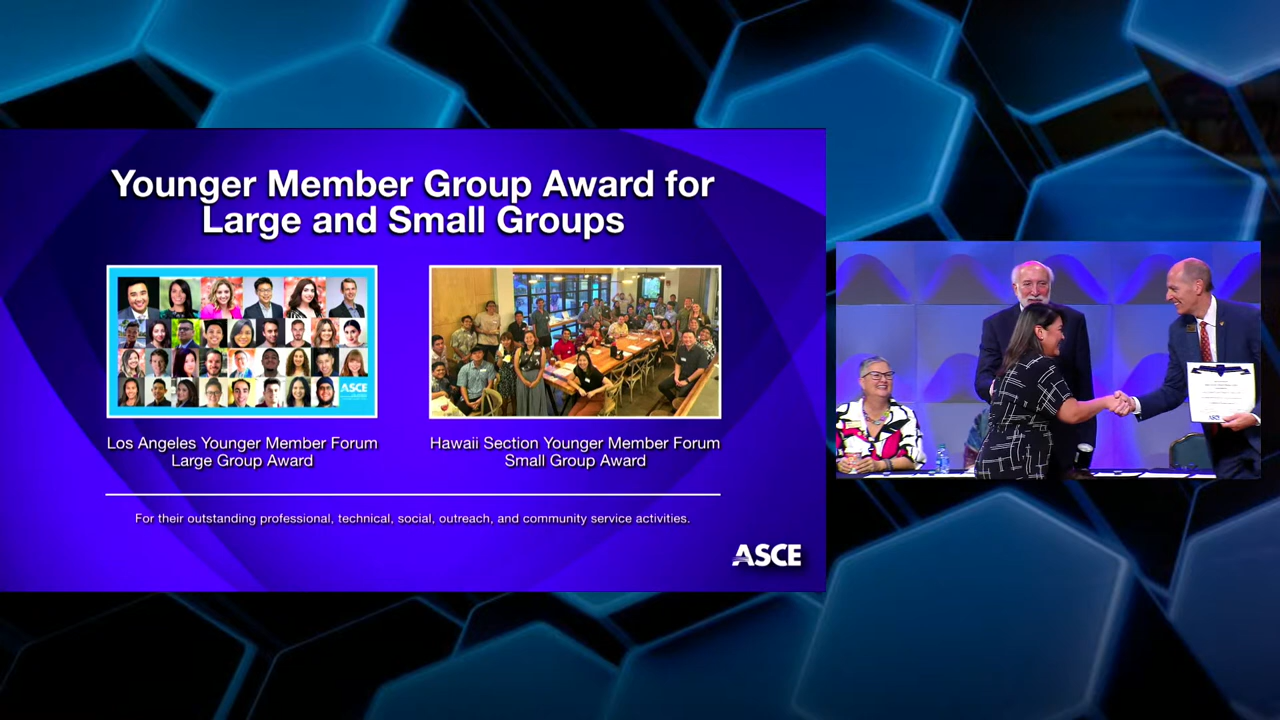 Younger Member Group Award for
Large and Small Groups
ASCE
Los Angeles Younger Member Forum
Large Group Award
Hawaii Section Younger Member Forum
Small Group Award
For their outstanding professional, technical, social, outreach, and community service activities.
ASCE
ASCE